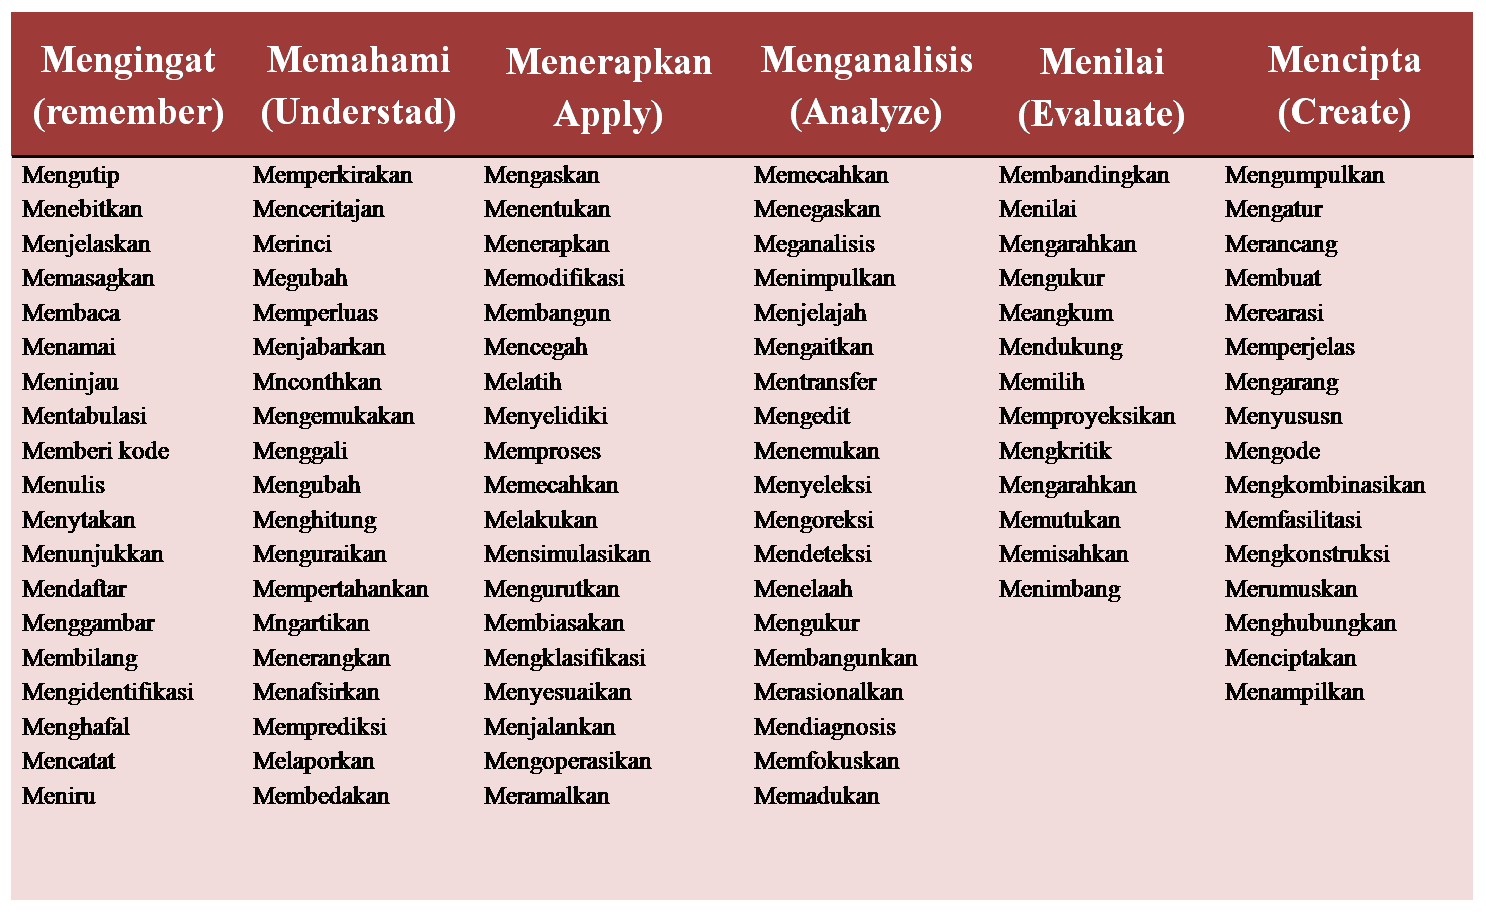 Mengingat Memahami Menerapkan Menganalisis Menilai Mencipta
(remember) (Understad) Apply) (Analyze) (Evaluate) (Create)
Mengutip Memperkirakan Mengaskan Memecahkan Membandingkan Mengumpulkan
Menebitkan Menceritajan Menentukan Menegaskan Menilai Mengatur
Menjelaskan Merinci Menerapkan Meganalisis Mengarahkan Merancang
Memasagkan Megubah Memodifikasi Menimpulkan Mengukur Membuat
Membaca Memperluas Membangun Menjelajah Meangkum Merearasi
Menamai Menjabarkan Mencegah Mengaitkan Mendukung Memperjelas
Meninjau Mnconthkan Melatih Mentransfer Memilih Mengarang
Mentabulasi Mengemukakan Menyelidiki Mengedit Memproyeksikan Menyususn
Memberi kode Menggali Memproses Menemukan Mengkritik Mengode
Menulis Mengubah Memecahkan Menyeleksi Mengarahkan Mengkombinasikan
Menytakan Menghitung Melakukan Mengoreksi Memutukan Memfasilitasi
Menunjukkan Menguraikan Mensimulasikan Mendeteksi Memisahkan Mengkonstruksi
Mendaftar Mempertahankan Mengurutkan Menelaah Menimbang Merumuskan
Menggambar Mngartikan Membiasakan Mengukur Menghubungkan
Membilang Menerangkan Mengklasifikasi Membangunkan Menciptakan
Mengidentifikasi Menafsirkan Menyesuaikan Merasionalkan Menampilkan
Menghafal Memprediksi Menjalankan Mendiagnosis
Mencatat Melaporkan Mengoperasikan Memfokuskan
Meniru Membedakan Meramalkan Memadukan